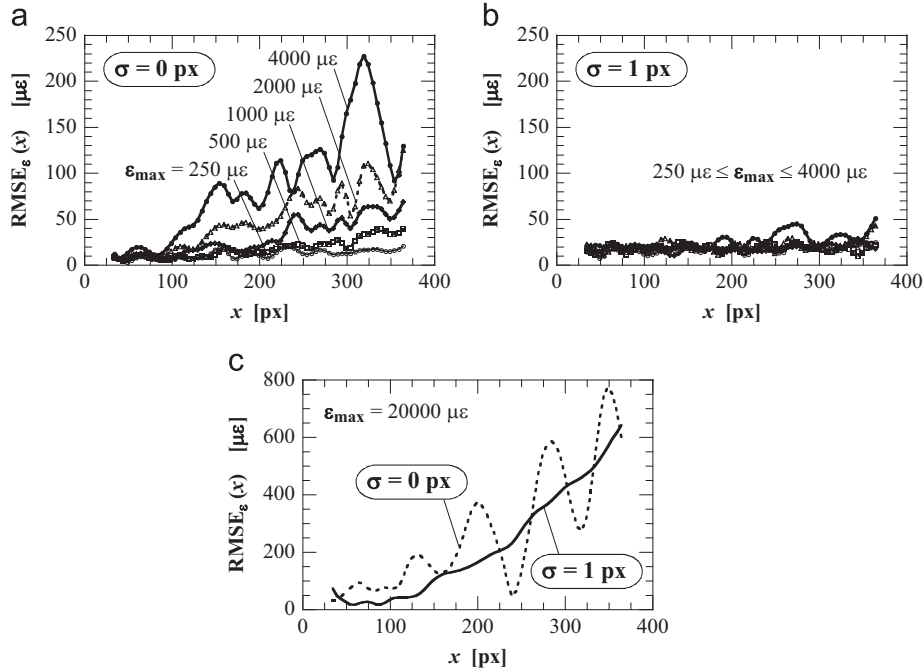 a
σ = 0 px
4000 με
2000 με
1000 με
500 με
εmax = 250 με
RMSEε (x) [με]
250
200
150
100
50
0
0 100 200 300 400
x [px]
b
σ = 1 px
250 με ≤ εmax ≤ 4000 με
RMSEε (x) [με]
250
200
150
100
50
0
0 100 200 300 400
x [px]
c
εmax = 20000 με
σ = 0 px
σ = 1 px
RMSEε (x) [με]
800
600
400
200
0
0 100 200 300 400
x [px]